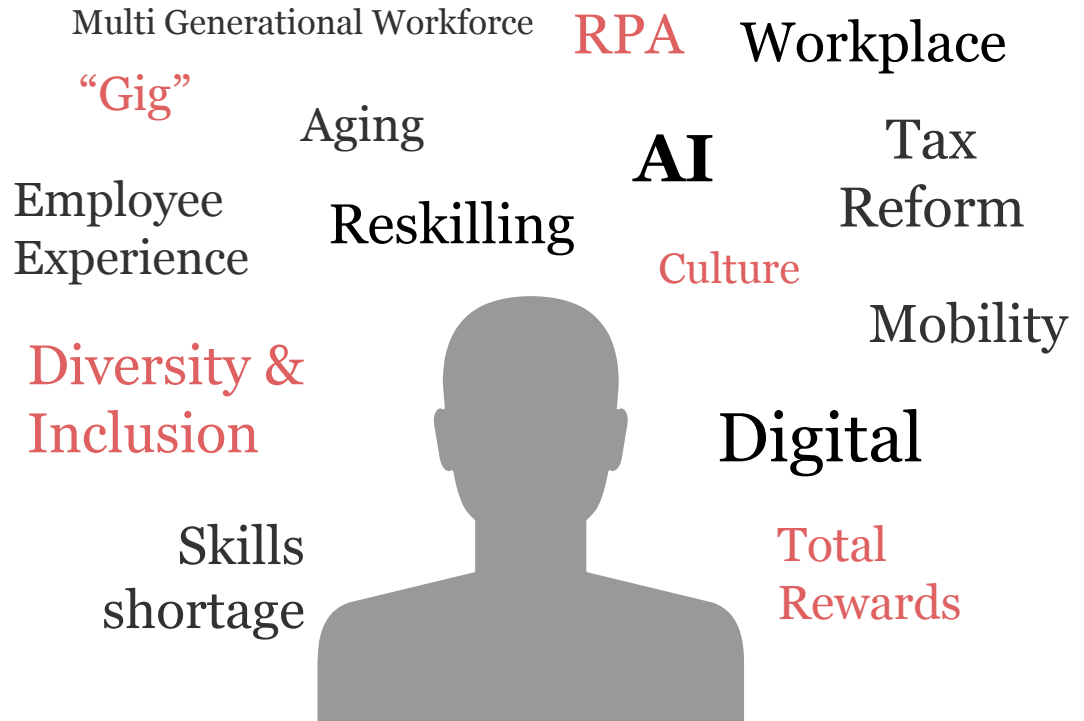 Multi Generational Workforce
RPA
Workplace
“Gig”
Aging
AI
Tax
Reform
Employee
Experience
Reskilling
Culture
Mobility
Diversity &
Inclusion
Digital
Skills
shortage
Total
Rewards